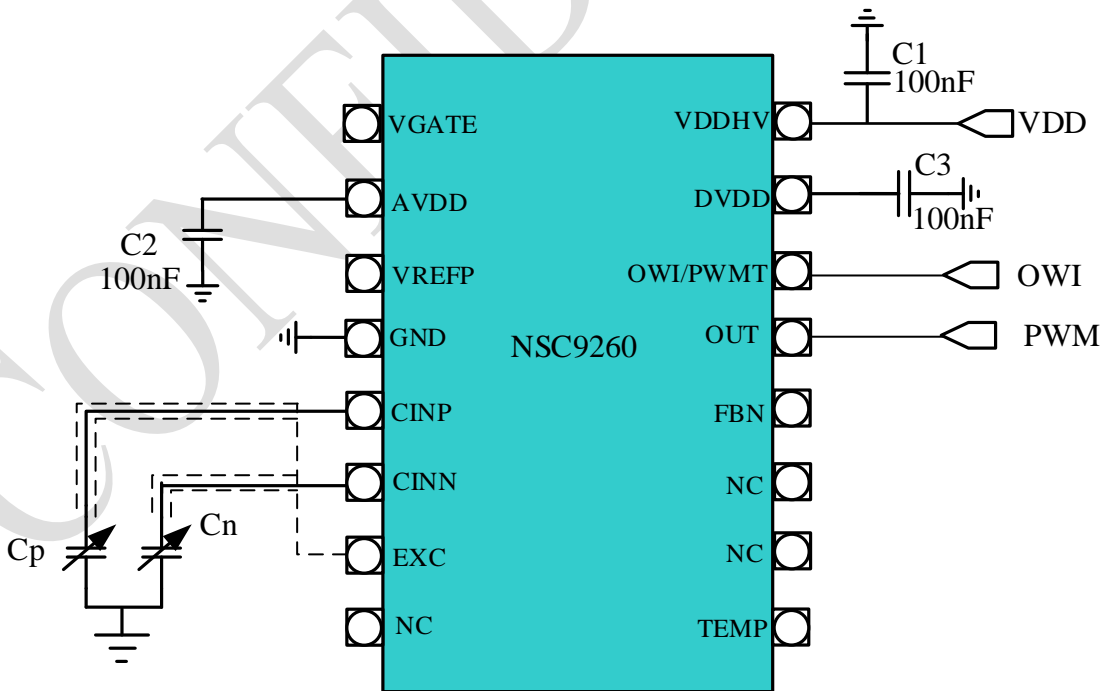 CONFID
C1
100nF
VGATE
VDDHV
VDD
AVDD
DVDD
C3
100nF
C2
100nF
VREFP
OWI/PWMT
OWI
GND
NSC9260
OUT
PWM
CINP
FBN
CINN
NC
Cp
Cn
EXC
NC
NC
TEMP